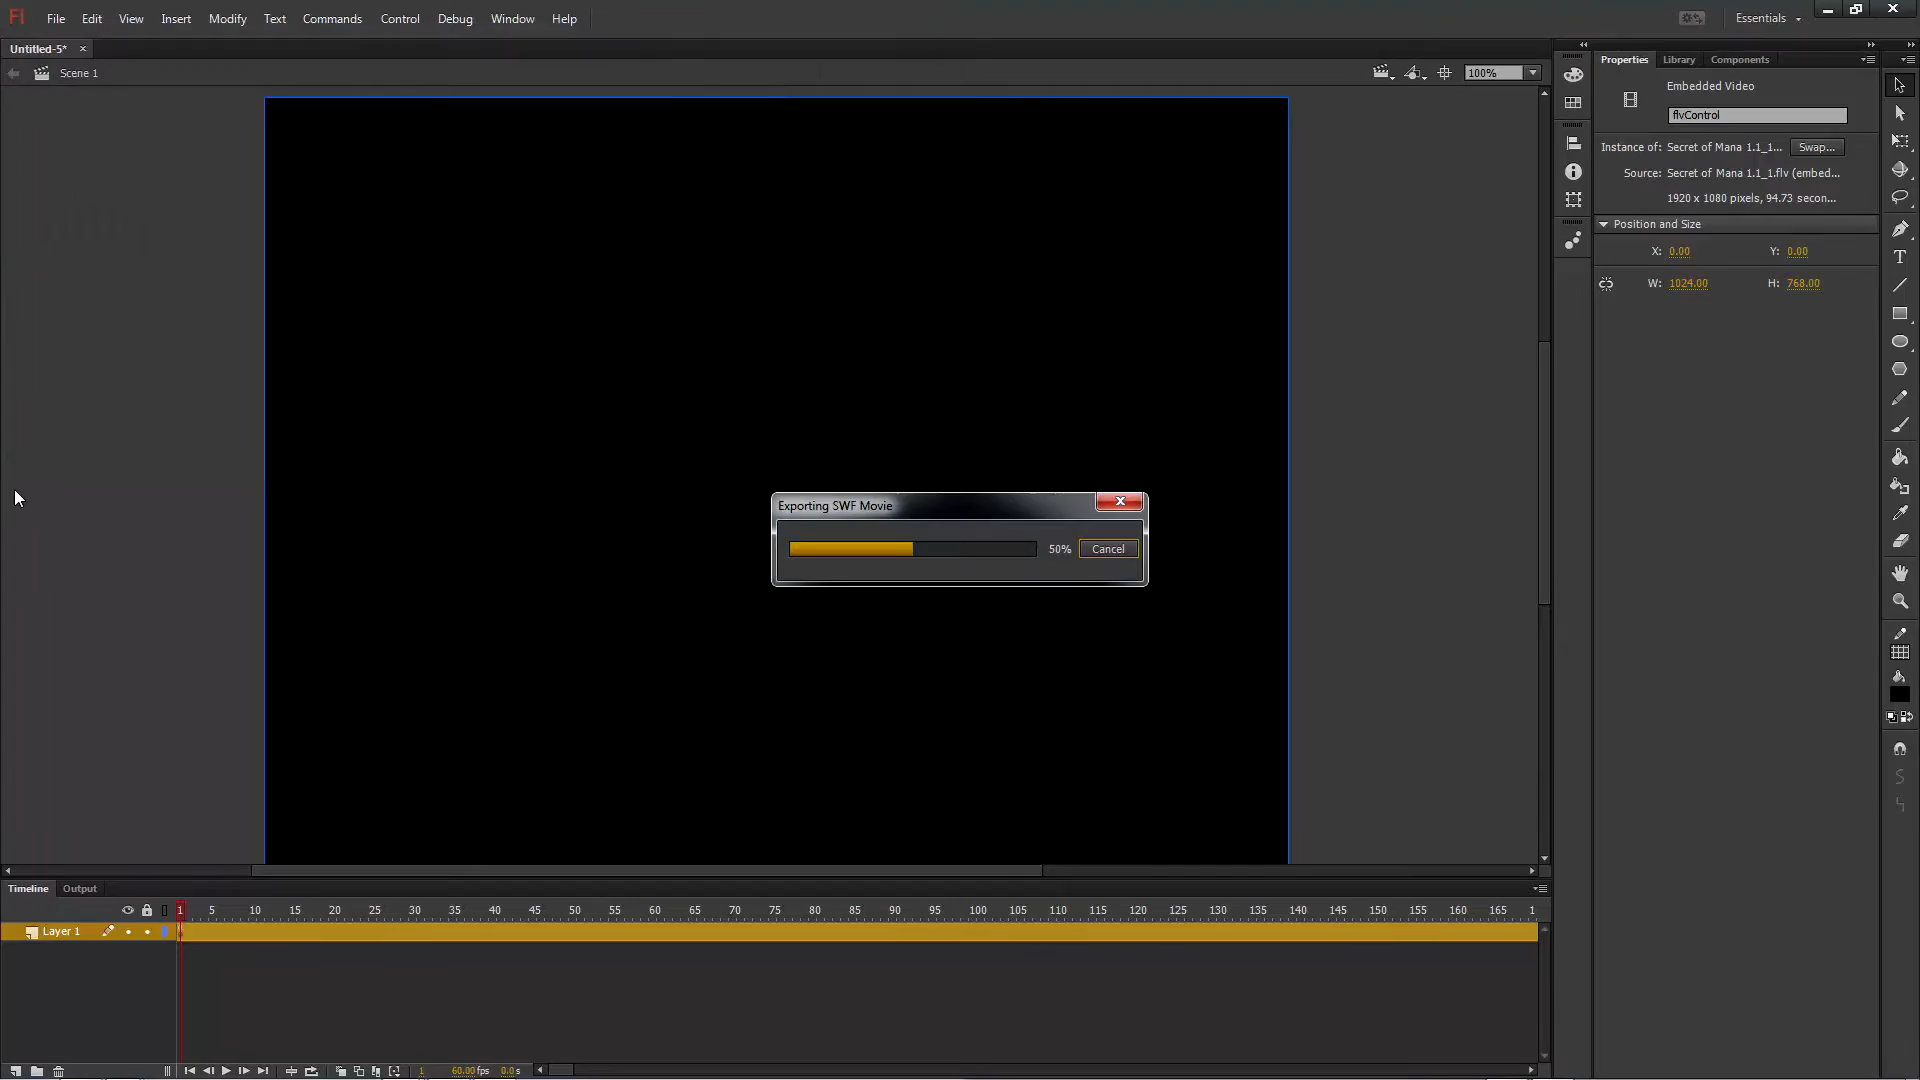 Fl File Edit View Insert Modify Text Commands Control Debug Window Help Essentials
Untitled-5* ×
Scene 1 100%
Properties Library Components
Embedded Video
flvControl
Instance of: Secret of Mana 1.1_1... Swap...
Source: Secret of Mana 1.1_1.flv (embed...
1920 x 1080 pixels, 94.73 secon...
Position and Size
X: 0.00 Y: 0.00
W: 1024.00 H: 768.00
Exporting SWF Movie
50% Cancel
Timeline Output
1 5 10 15 20 25 30 35 40 45 50 55 60 65 70 75 80 85 90 95 100 105 110 115 120 125 130 135 140 145 150 155 160 165 1
Layer 1
1 60.00 fps 0.0 s